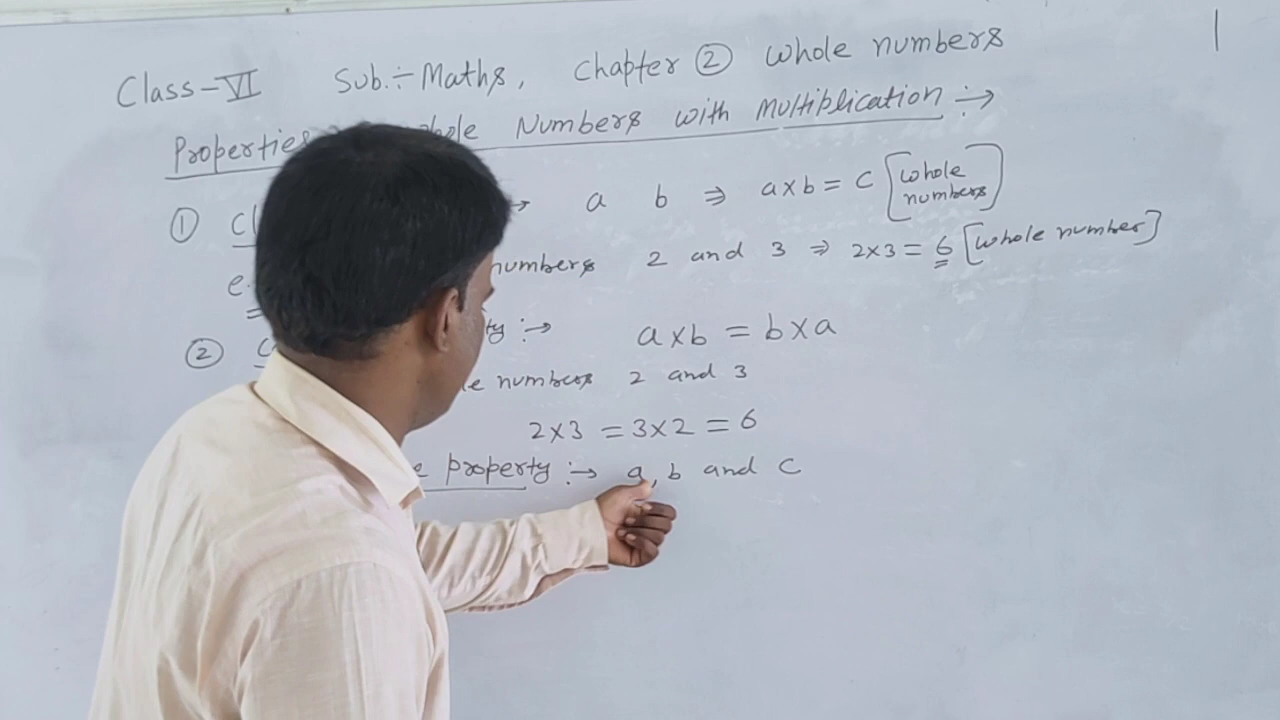 Class-VI Sub.÷Maths, Chapter ② Whole numbers
Properties Whole Numbers with Multiplication :→
① Cl → a b ⇒ a×b = c [whole numbers]
e. numbers 2 and 3 ⇒ 2×3 = 6 [whole number]
② C ty :→ a×b = b×a
le numbers 2 and 3
2×3 = 3×2 = 6
e property :→ a, b and c